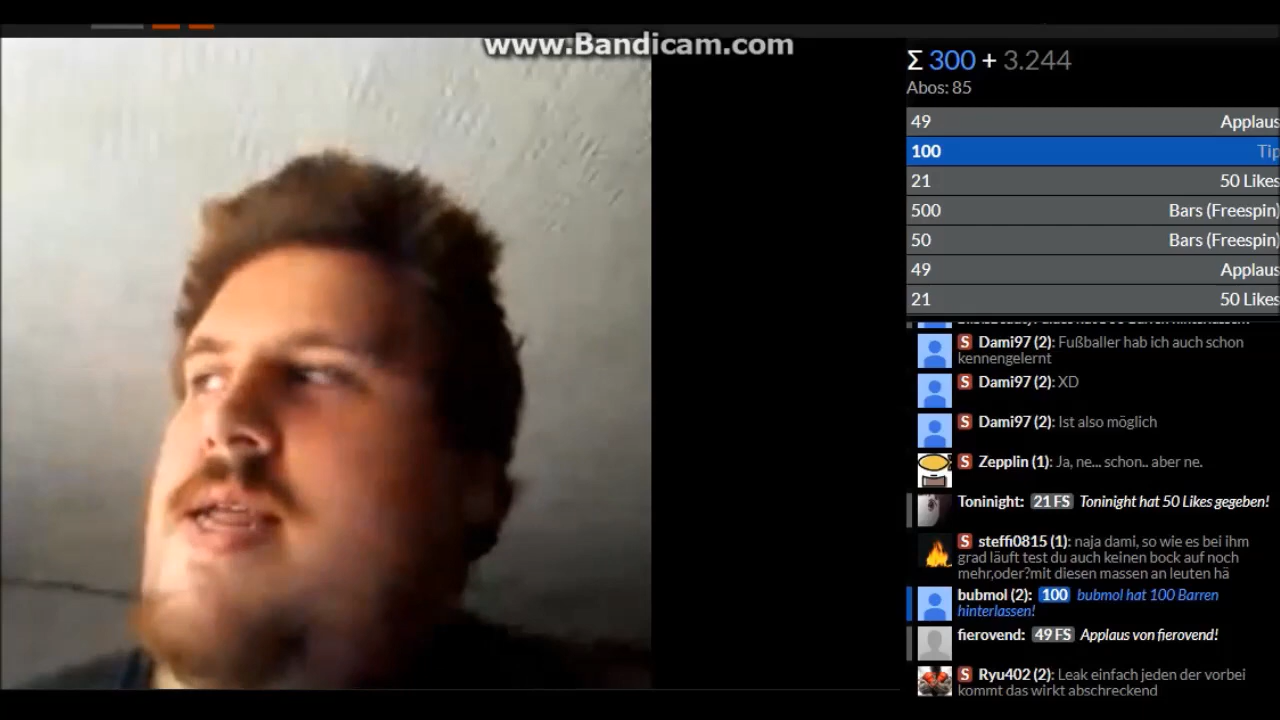 www.Bandicam.com
Σ 300 + 3.244
Abos: 85
49 Applaus
100 Tip
21 50 Likes
500 Bars (Freespin)
50 Bars (Freespin)
49 Applaus
21 50 Likes
S Dami97 (2): Fußballer hab ich auch schon
kennengelernt
S Dami97 (2): XD
S Dami97 (2): Ist also möglich
S Zepplin (1): Ja, ne... schon.. aber ne.
Toninight: 21 FS Toninight hat 50 Likes gegeben!
S steffi0815 (1): naja dami, so wie es bei ihm
grad läuft test du auch keinen bock auf noch
mehr,oder?mit diesen massen an leuten hä
bubmol (2): 100 bubmol hat 100 Barren
hinterlassen!
fierovend: 49 FS Applaus von fierovend!
S Ryu402 (2): Leak einfach jeden der vorbei
kommt das wirkt abschreckend